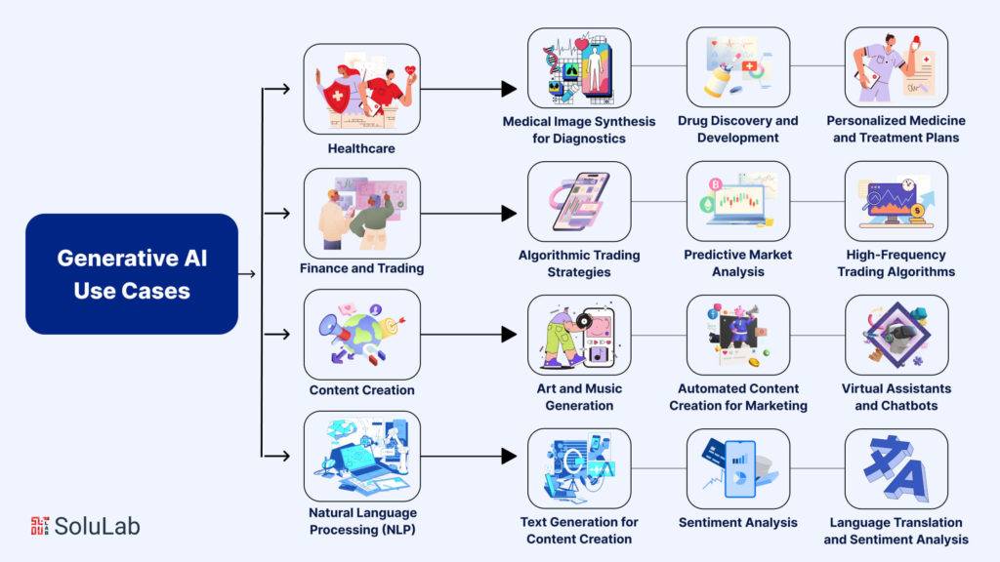 Generative AI
Use Cases
Healthcare
Medical Image Synthesis
for Diagnostics
Drug Discovery and
Development
Personalized Medicine
and Treatment Plans
Finance and Trading
Algorithmic Trading
Strategies
Predictive Market
Analysis
High-Frequency
Trading Algorithms
Content Creation
Art and Music
Generation
Automated Content
Creation for Marketing
Virtual Assistants
and Chatbots
Natural Language
Processing (NLP)
Text Generation for
Content Creation
Sentiment Analysis
Language Translation
and Sentiment Analysis
SoluLab